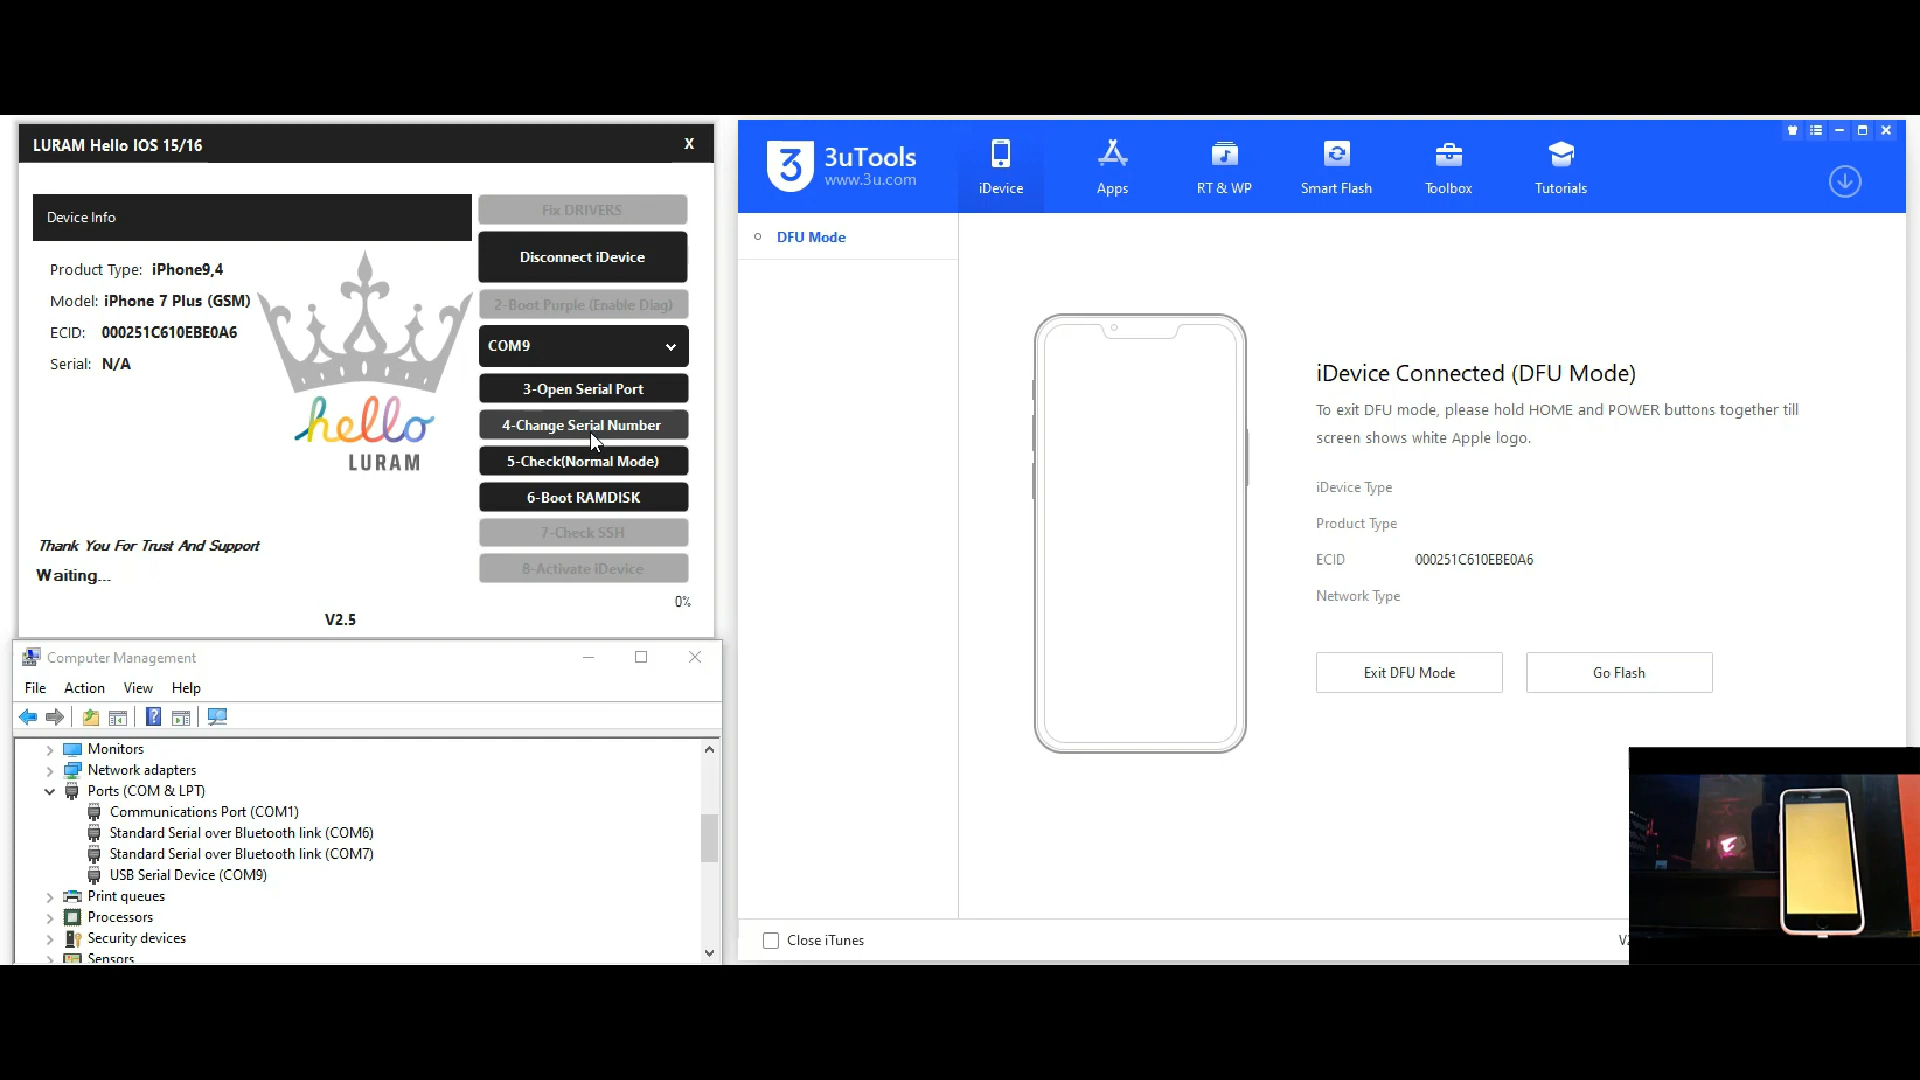 LURAM Hello IOS 15/16
X
Device Info
Product Type: iPhone9,4
Model: iPhone 7 Plus (GSM)
ECID: 000251C610EBE0A6
Serial: N/A
hello
LURAM
Thank You For Trust And Support
Waiting...
V2.5
Fix DRIVERS
Disconnect iDevice
2-Boot Purple (Enable Diag)
COM9
3-Open Serial Port
4-Change Serial Number
5-Check(Normal Mode)
6-Boot RAMDISK
7-Check SSH
8-Activate iDevice
0%
Computer Management
File Action View Help
Monitors
Network adapters
Ports (COM & LPT)
Communications Port (COM1)
Standard Serial over Bluetooth link (COM6)
Standard Serial over Bluetooth link (COM7)
USB Serial Device (COM9)
Print queues
Processors
Security devices
Sensors
3 3uTools
www.3u.com
iDevice Apps RT & WP Smart Flash Toolbox Tutorials
DFU Mode
iDevice Connected (DFU Mode)
To exit DFU mode, please hold HOME and POWER buttons together till
screen shows white Apple logo.
iDevice Type
Product Type
ECID 000251C610EBE0A6
Network Type
Exit DFU Mode Go Flash
Close iTunes